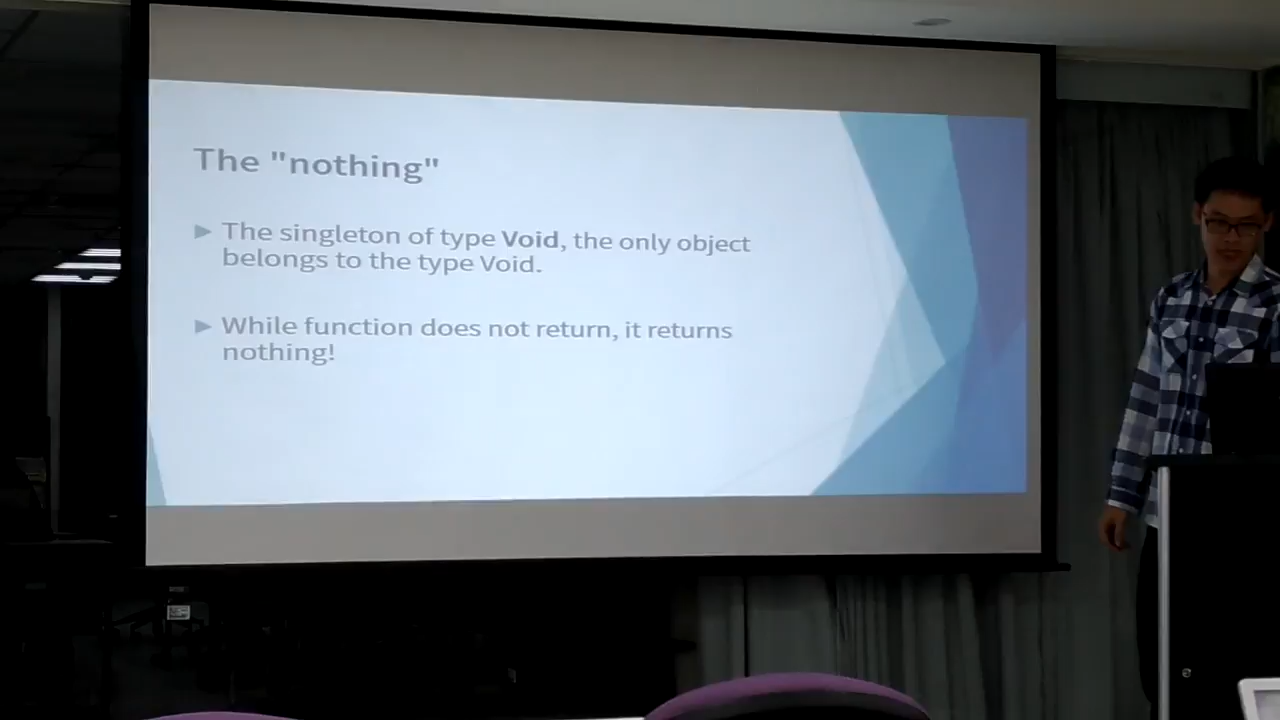 The "nothing"
The singleton of type Void, the only object
belongs to the type Void.
While function does not return, it returns
nothing!